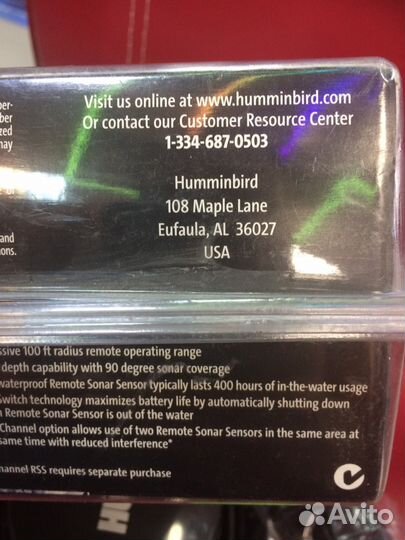 Visit us online at www.humminbird.com
Or contact our Customer Resource Center
1-334-687-0503
Humminbird
108 Maple Lane
Eufaula, AL 36027
USA
100 ft radius remote operating range
depth capability with 90 degree sonar coverage
waterproof Remote Sonar Sensor typically lasts 400 hours of in-the-water usage
Switch technology maximizes battery life by automatically shutting down
Remote Sonar Sensor is out of the water
Channel option allows use of two Remote Sonar Sensors in the same area at
same time with reduced interference*
RSS requires separate purchase
Avito